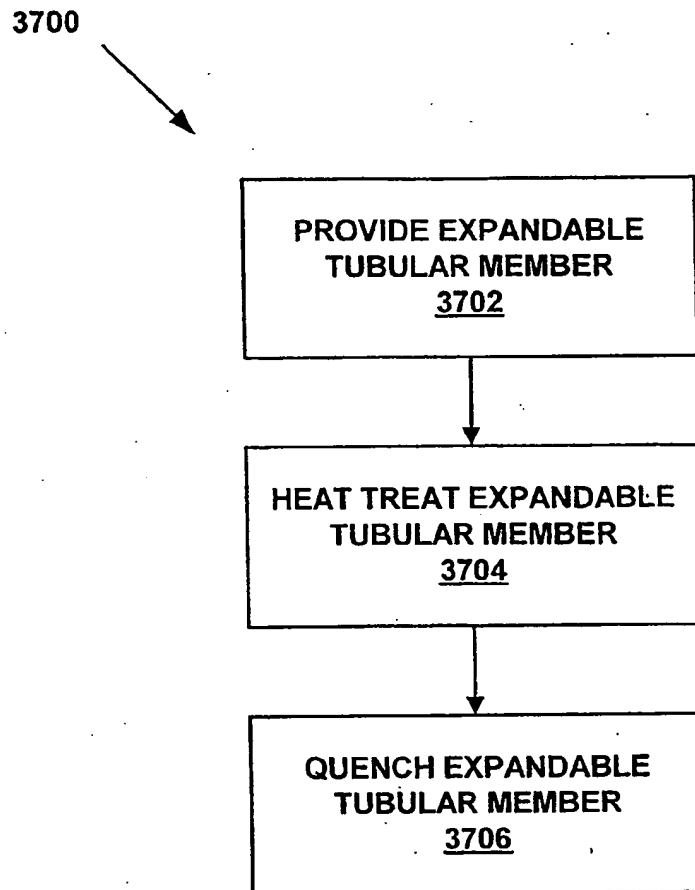 3700
PROVIDE EXPANDABLE
TUBULAR MEMBER
3702
HEAT TREAT EXPANDABLE
TUBULAR MEMBER
3704
QUENCH EXPANDABLE
TUBULAR MEMBER
3706